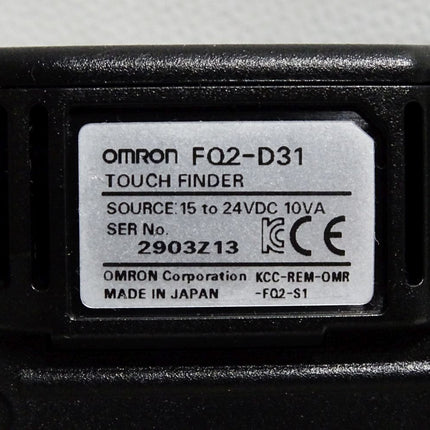 omron FQ2-D31
TOUCH FINDER
SOURCE:15 to 24VDC 10VA
SER No.
2903Z13
OMRON Corporation KCC-REM-OMR
MADE IN JAPAN -FQ2-S1